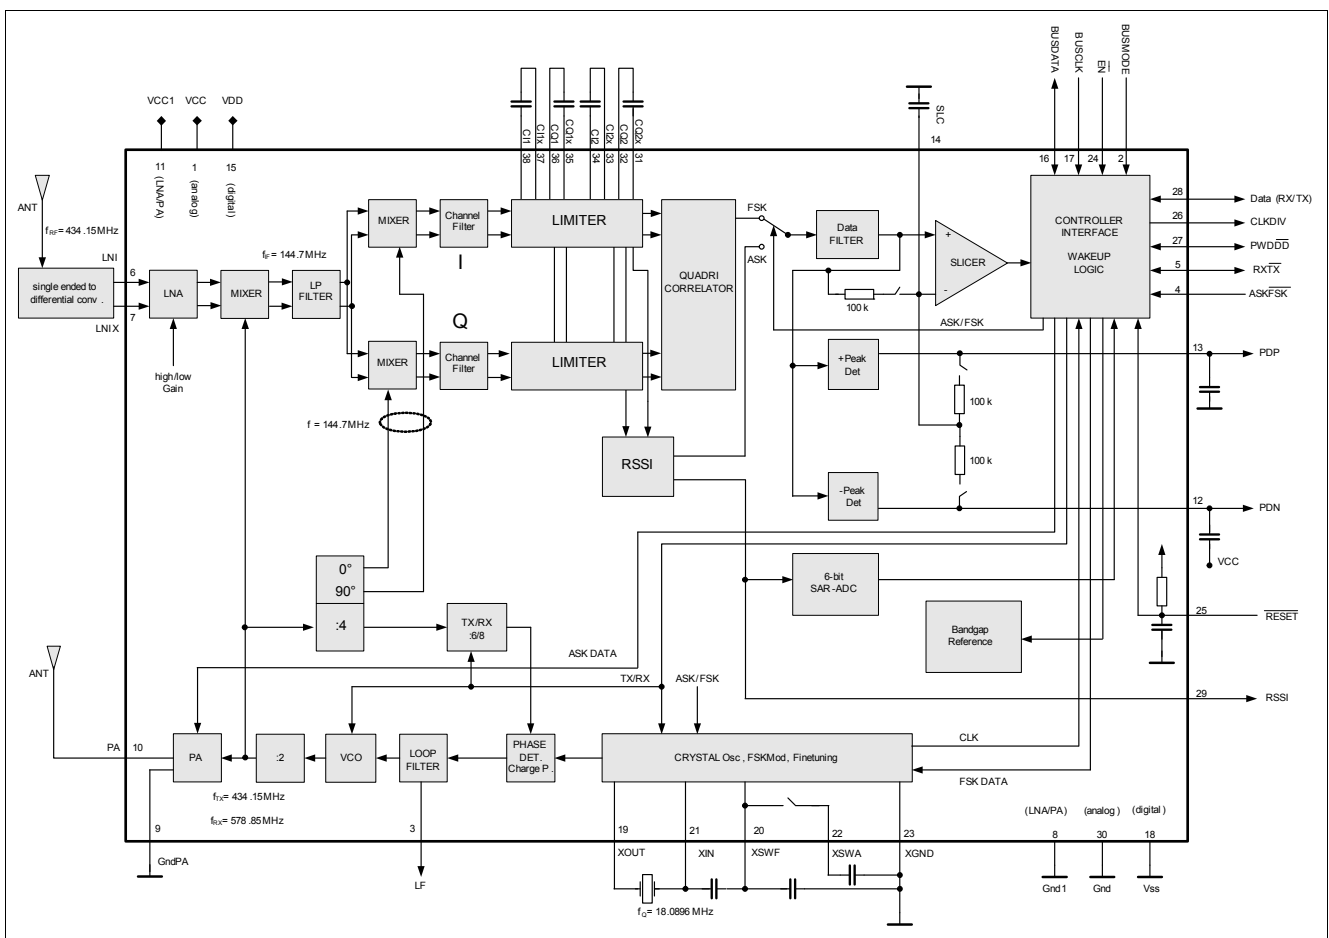 BUSDATA
BUSCLK
EN
BUSMODE
VCC1
VCC
VDD
CI1
CI1x
CQ1
CQ1x
CI2
CI2x
CQ2
CQ2x
38
37
36
35
34
33
32
31
SLC
14
16
17
24
2
11
1
15
(LNA/PA)
(analog)
(digital)
ANT
fRF= 434 .15MHz
LNI
6
single ended to
differential conv .
7
LNIX
LNA
MIXER
fIF= 144.7MHz
LP
FILTER
high/low
Gain
MIXER
Channel
Filter
LIMITER
I
Q
MIXER
Channel
Filter
LIMITER
f = 144.7MHz
QUADRI
CORRELATOR
FSK
ASK
Data
FILTER
+
-
SLICER
100 k
CONTROLLER
INTERFACE
WAKEUP
LOGIC
28
Data (RX/TX)
26
CLKDIV
27
PWDDD
5
RXTX
4
ASKFSK
ASK/FSK
+Peak
Det
13
PDP
100 k
100 k
RSSI
-Peak
Det
12
PDN
VCC
0°
90°
:4
TX/RX
:6/8
6-bit
SAR -ADC
Bandgap
Reference
25
RESET
ANT
ASK DATA
TX/RX
ASK/FSK
29
RSSI
PA
10
PA
:2
VCO
LOOP
FILTER
PHASE
DET.
Charge P .
CRYSTAL Osc , FSKMod, Finetuning
CLK
FSK DATA
fTX= 434 .15MHz
fRX= 578 .85MHz
(LNA/PA)
(analog)
(digital)
9
3
19
21
20
22
23
8
30
18
GndPA
LF
XOUT
XIN
XSWF
XSWA
XGND
Gnd1
Gnd
Vss
fQ= 18.0896 MHz